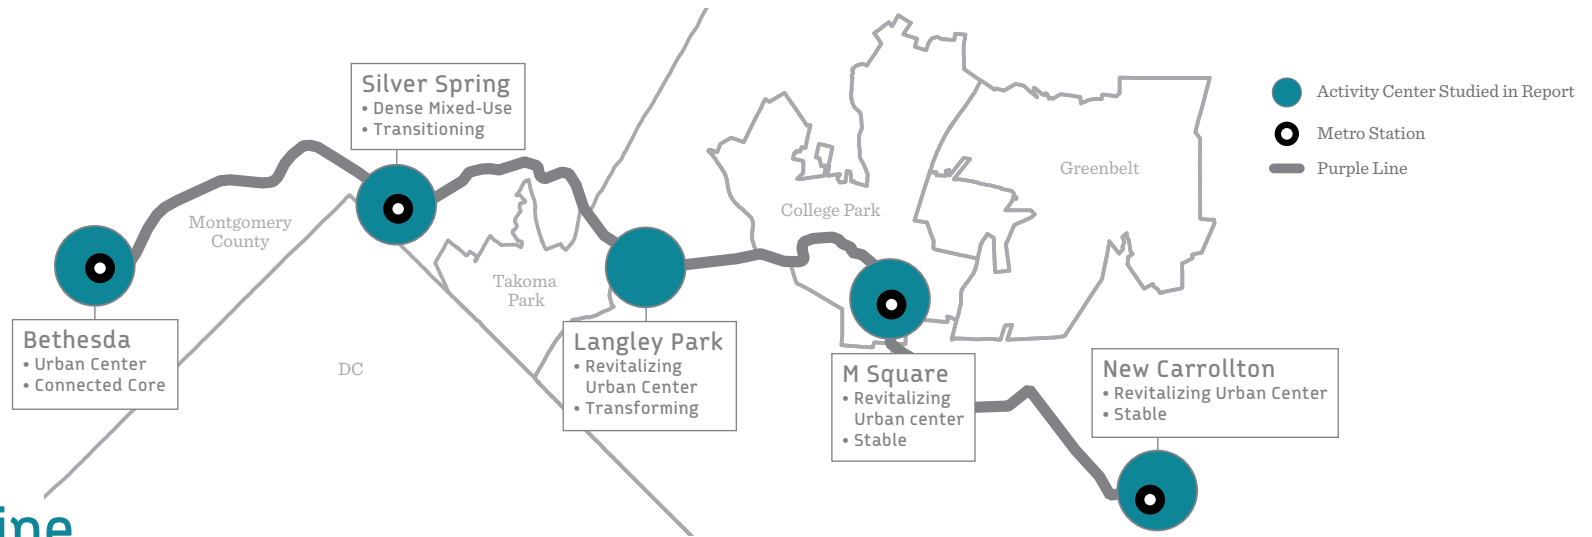 Silver Spring
• Dense Mixed-Use
• Transitioning
Activity Center Studied in Report
Metro Station
Purple Line
Greenbelt
College Park
Montgomery
County
Takoma
Park
Bethesda
• Urban Center
• Connected Core
DC
Langley Park
• Revitalizing
Urban Center
• Transforming
M Square
• Revitalizing
Urban center
• Stable
New Carrollton
• Revitalizing Urban Center
• Stable
ine